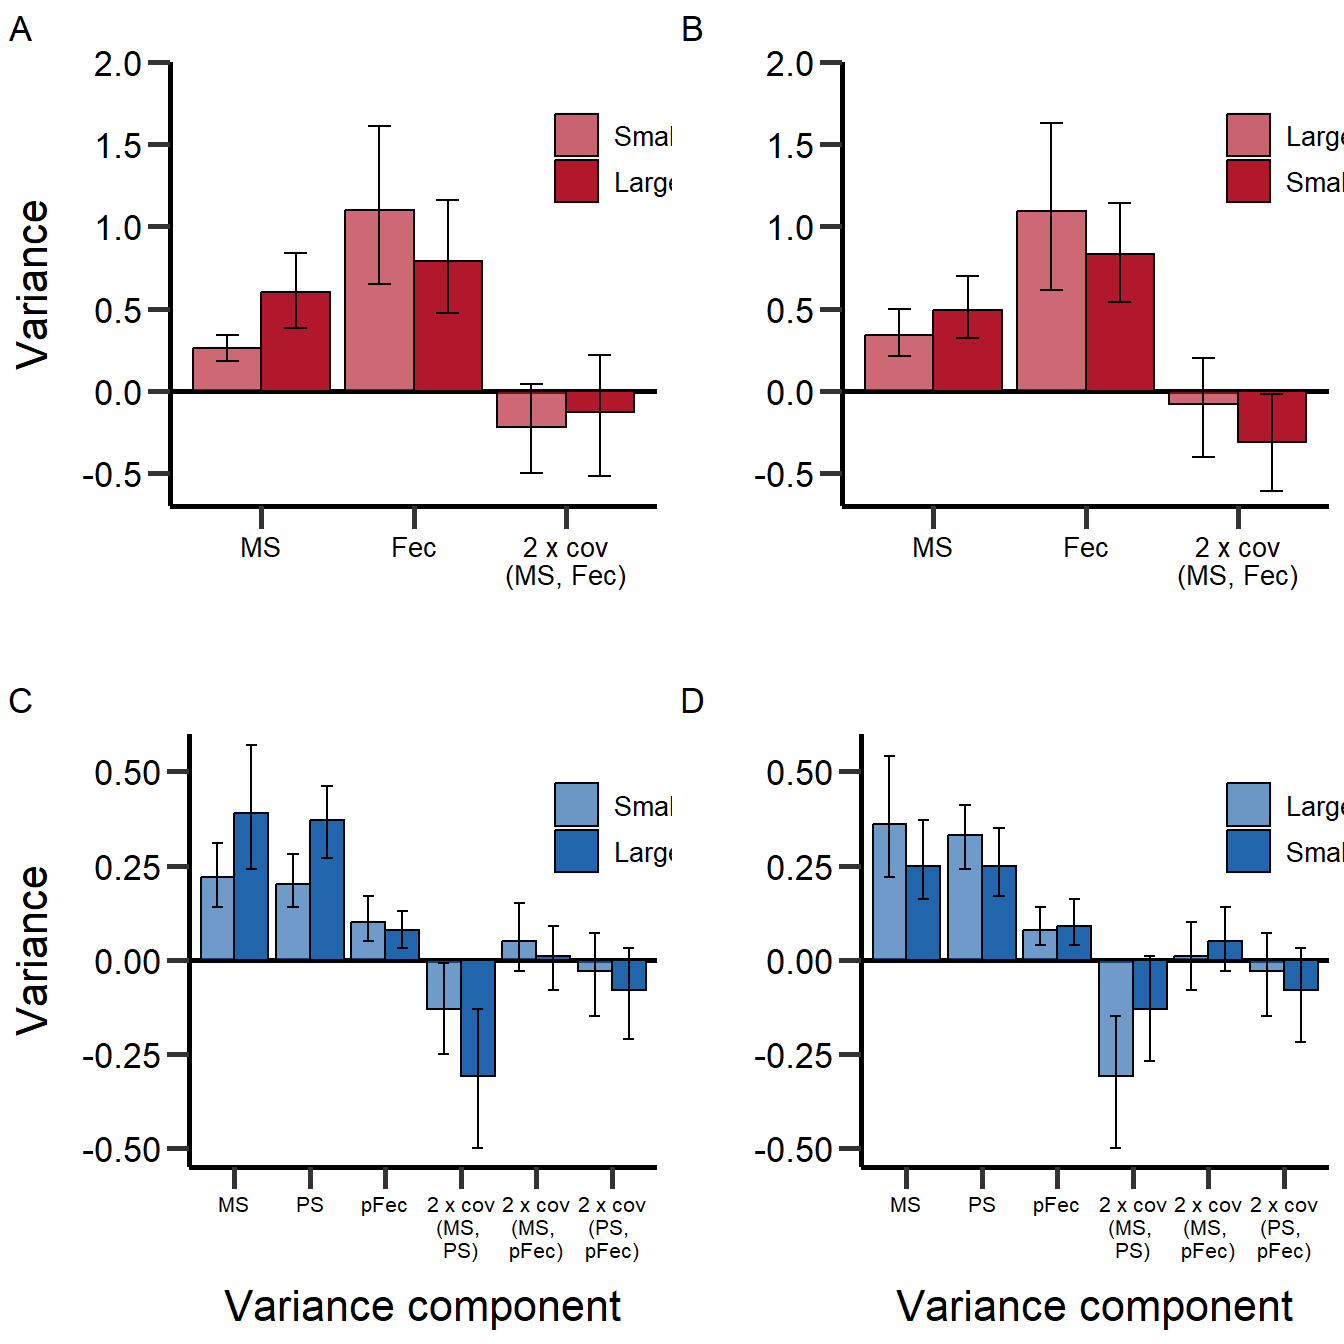 A
2.0
1.5
1.0
0.5
0.0
-0.5
Variance
Smal
Large
MS
Fec
2 x cov
(MS, Fec)
B
2.0
1.5
1.0
0.5
0.0
-0.5
Large
Smal
MS
Fec
2 x cov
(MS, Fec)
C
0.50
0.25
0.00
-0.25
-0.50
Variance
Smal
Large
MS
PS
pFec
2 x cov
(MS,
PS)
2 x cov
(MS,
pFec)
2 x cov
(PS,
pFec)
Variance component
D
0.50
0.25
0.00
-0.25
-0.50
Large
Smal
MS
PS
pFec
2 x cov
(MS,
PS)
2 x cov
(MS,
pFec)
2 x cov
(PS,
pFec)
Variance component